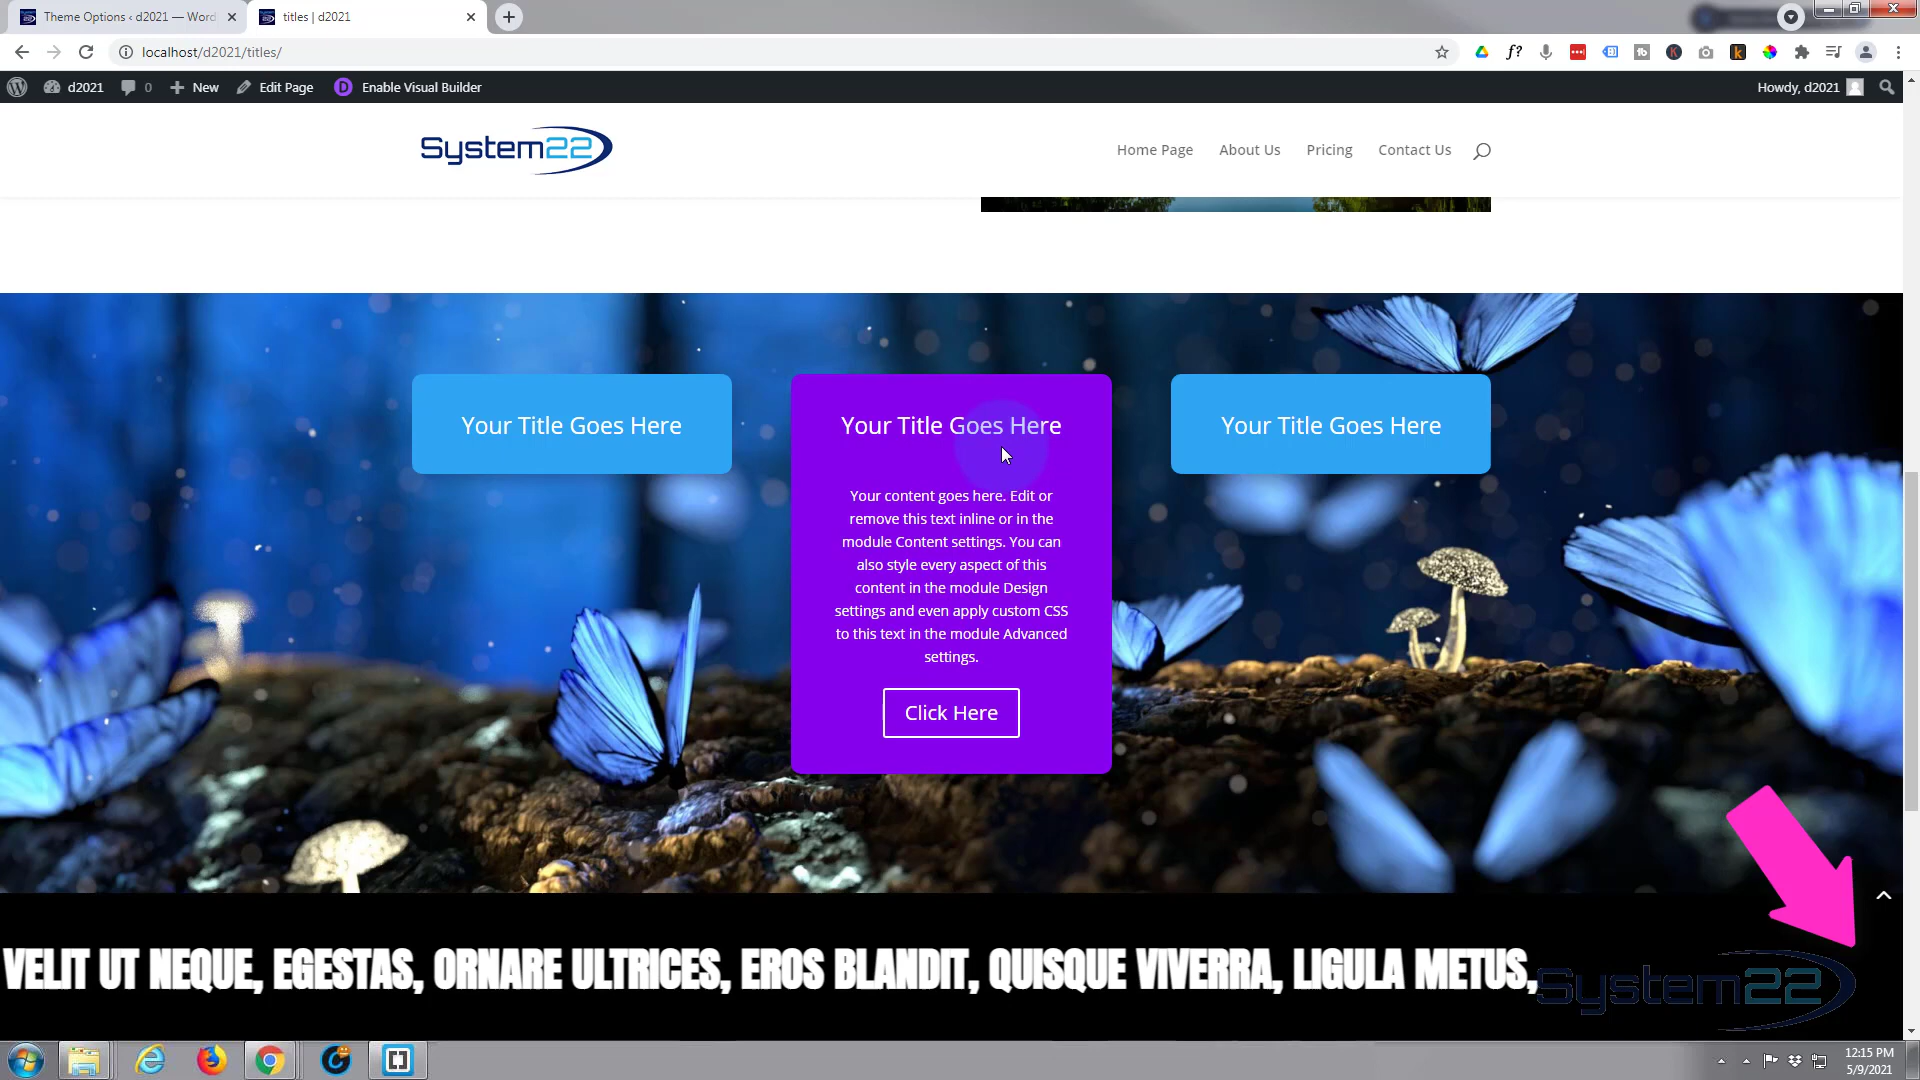 Theme Options ‹ d2021 — Word
titles | d2021
localhost/d2021/titles/
d2021
0
New
Edit Page
Enable Visual Builder
Howdy, d2021
System22
Home Page
About Us
Pricing
Contact Us
Your Title Goes Here
Your Title Goes Here
Your Title Goes Here
Your content goes here. Edit or
remove this text inline or in the
module Content settings. You can
also style every aspect of this
content in the module Design
settings and even apply custom CSS
to this text in the module Advanced
settings.
Click Here
VELIT UT NEQUE, EGESTAS, ORNARE ULTRICES, EROS BLANDIT, QUISQUE VIVERRA, LIGULA METUS,
System22
12:15 PM
5/9/2021